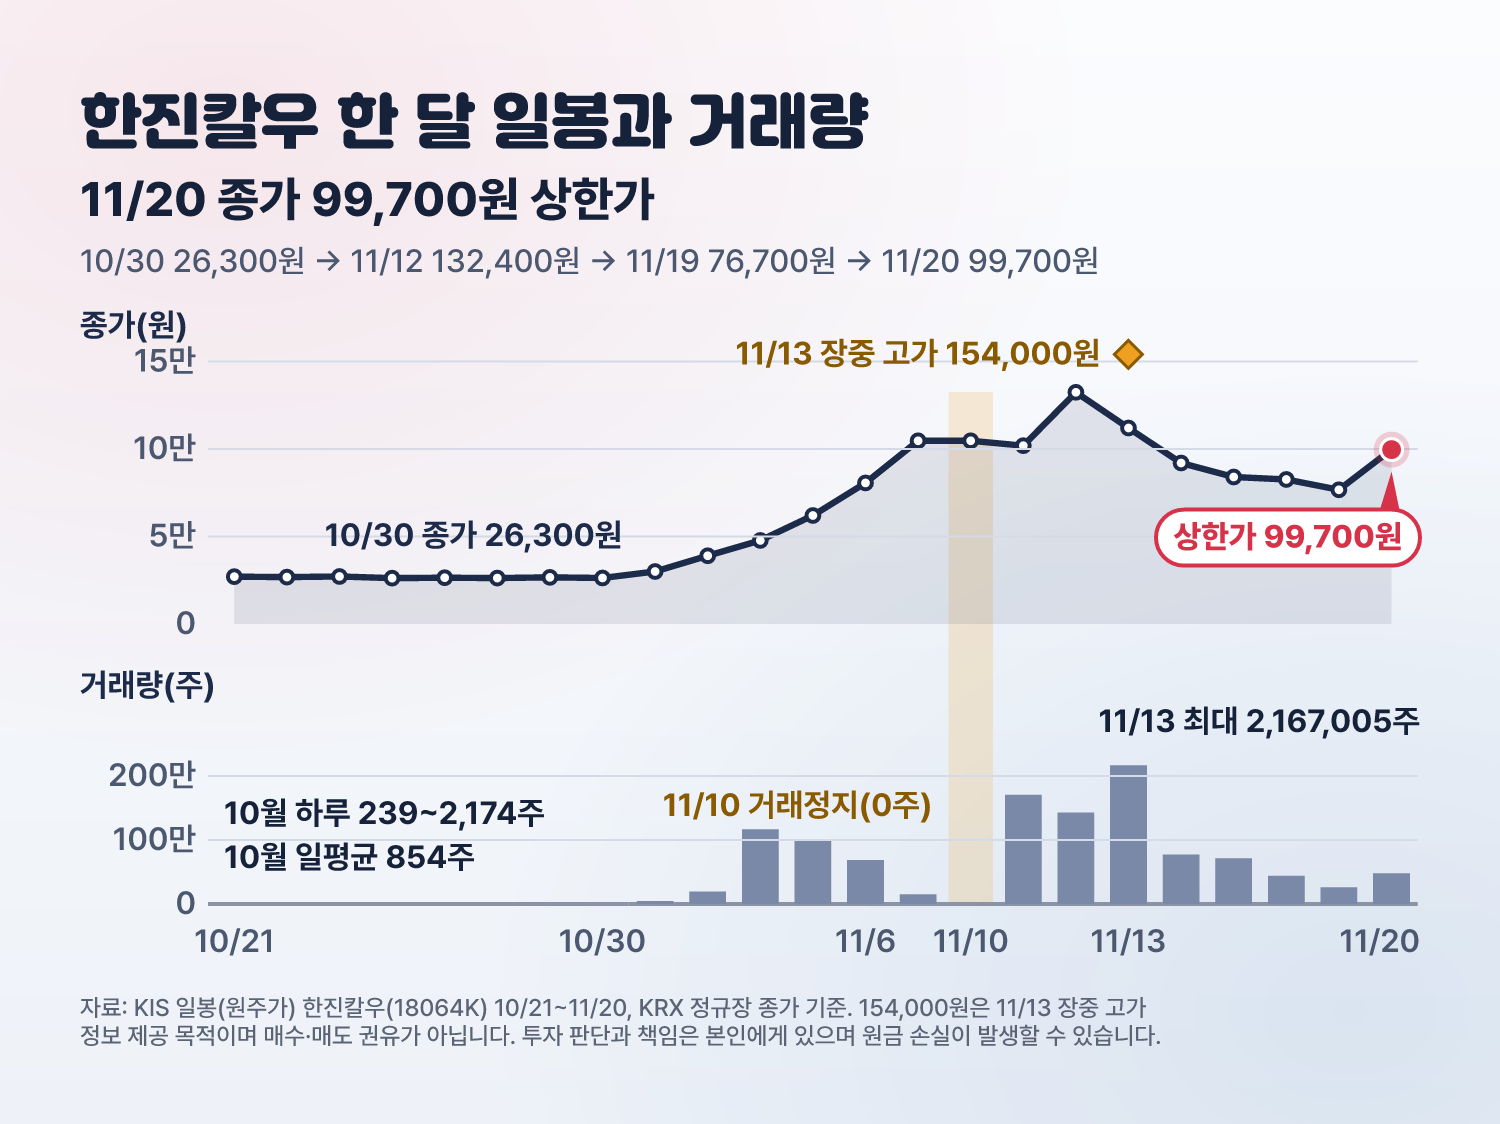 한진칼우 한 달 일봉과 거래량
11/20 종가 99,700원 상한가
10/30 26,300원 → 11/12 132,400원 → 11/19 76,700원 → 11/20 99,700원
종가(원)
15만
11/13 장중 고가 154,000원
10만
5만
10/30 종가 26,300원
상한가 99,700원
0
거래량(주)
11/13 최대 2,167,005주
200만
10월 하루 239~2,174주
11/10 거래정지(0주)
100만
10월 일평균 854주
0
10/21 10/30 11/6 11/10 11/13 11/20
자료: KIS 일봉(원주가) 한진칼우(18064K) 10/21~11/20, KRX 정규장 종가 기준. 154,000원은 11/13 장중 고가
정보 제공 목적이며 매수·매도 권유가 아닙니다. 투자 판단과 책임은 본인에게 있으며 원금 손실이 발생할 수 있습니다.